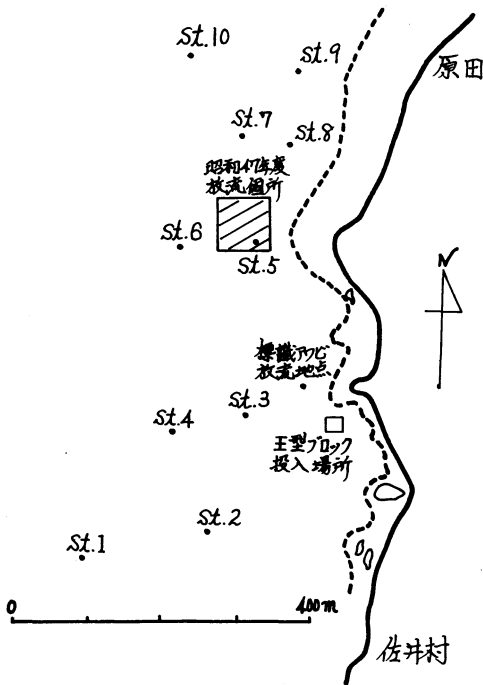 St.10
St.9
原田
St.7
St.8
昭和47年度
放流個所
St.6
St.5
N
標識アワビ
放流地点
St.3
St.4
王型ブロック
投入場所
St.2
St.1
0
400m
佐井村